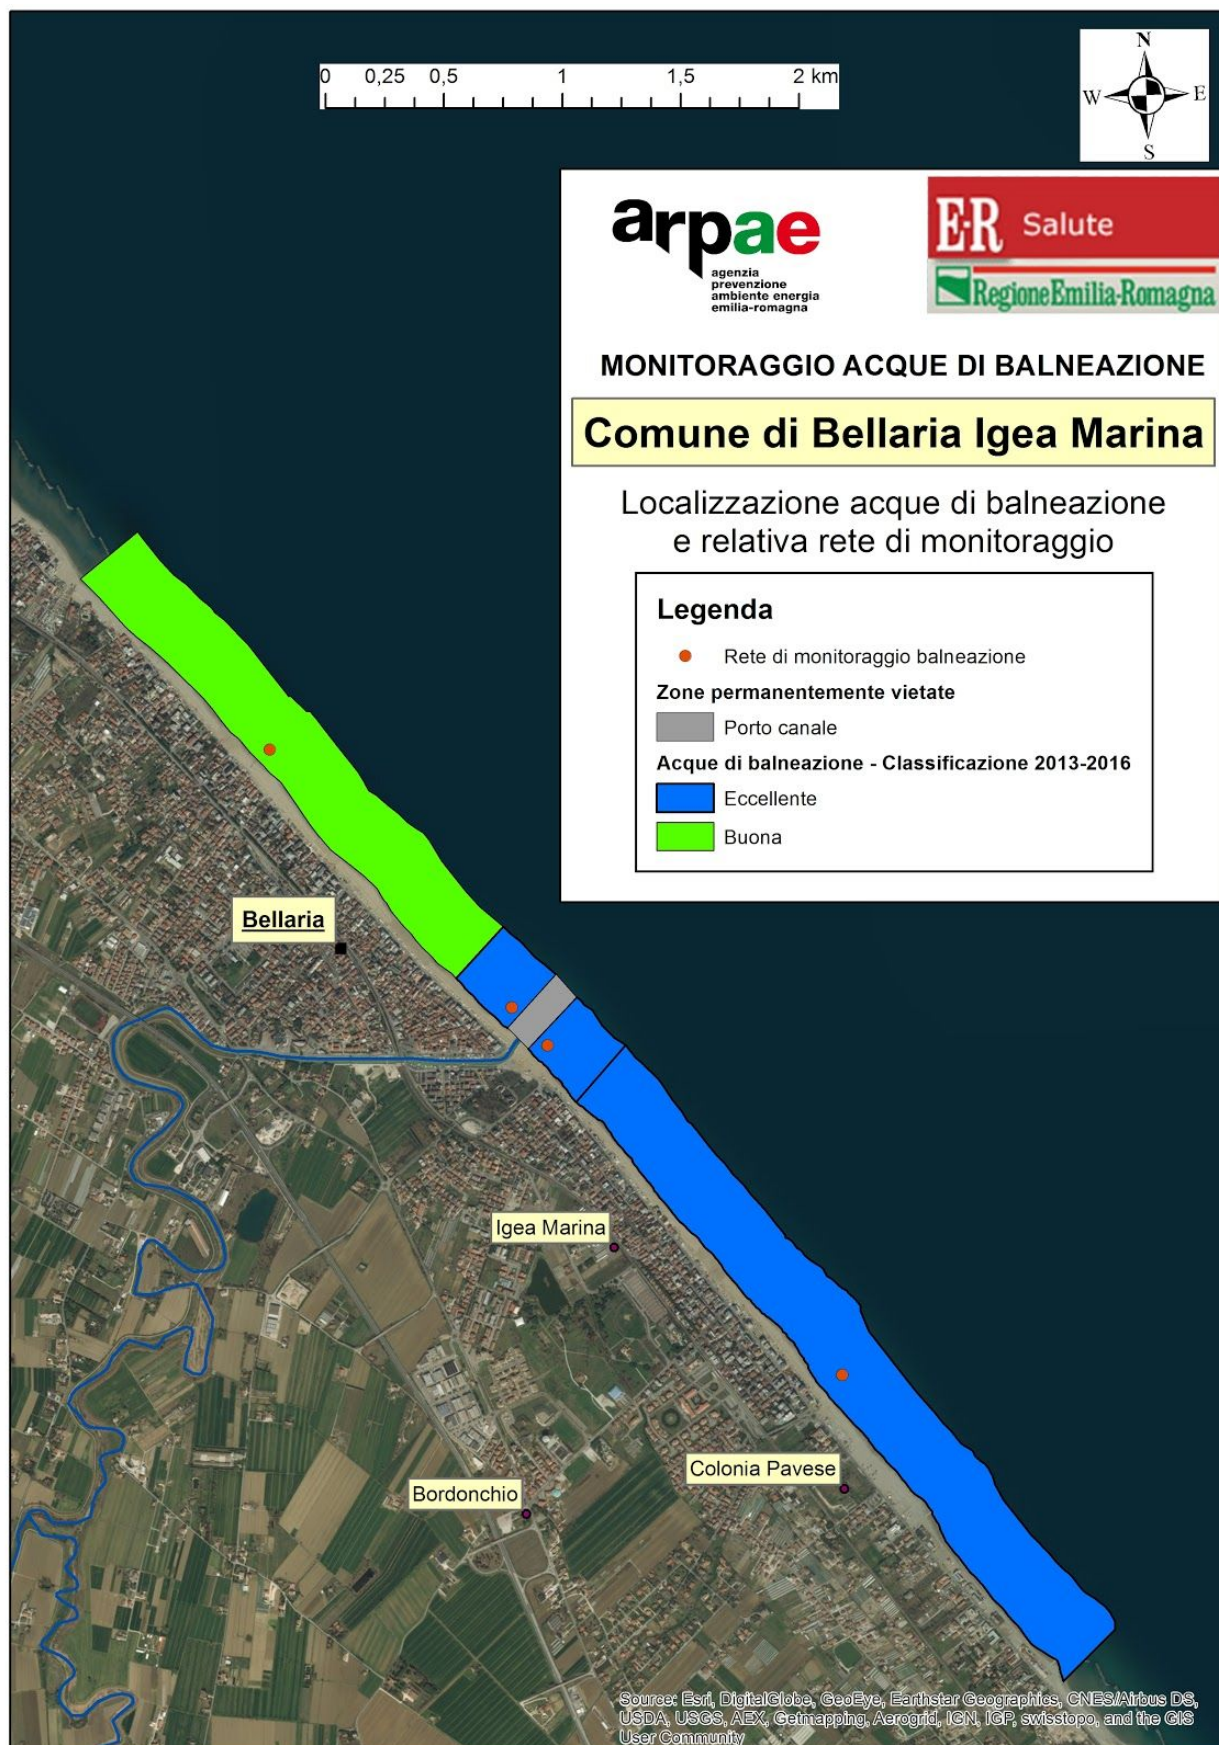 0 0,25 0,5 1 1,5 2 km
N
W E
S
arpae
agenzia
prevenzione
ambiente energia
emilia-romagna
E-R Salute
Regione Emilia-Romagna
MONITORAGGIO ACQUE DI BALNEAZIONE
Comune di Bellaria Igea Marina
Localizzazione acque di balneazione
e relativa rete di monitoraggio
Legenda
Rete di monitoraggio balneazione
Zone permanentemente vietate
Porto canale
Acque di balneazione - Classificazione 2013-2016
Eccellente
Buona
Bellaria
Igea Marina
Colonia Pavese
Bordonchio
Source: Esri, DigitalGlobe, GeoEye, Earthstar Geographics, CNES/Airbus DS,
USDA, USGS, AEX, Getmapping, Aerogrid, IGN, IGP, swisstopo, and the GIS
User Community